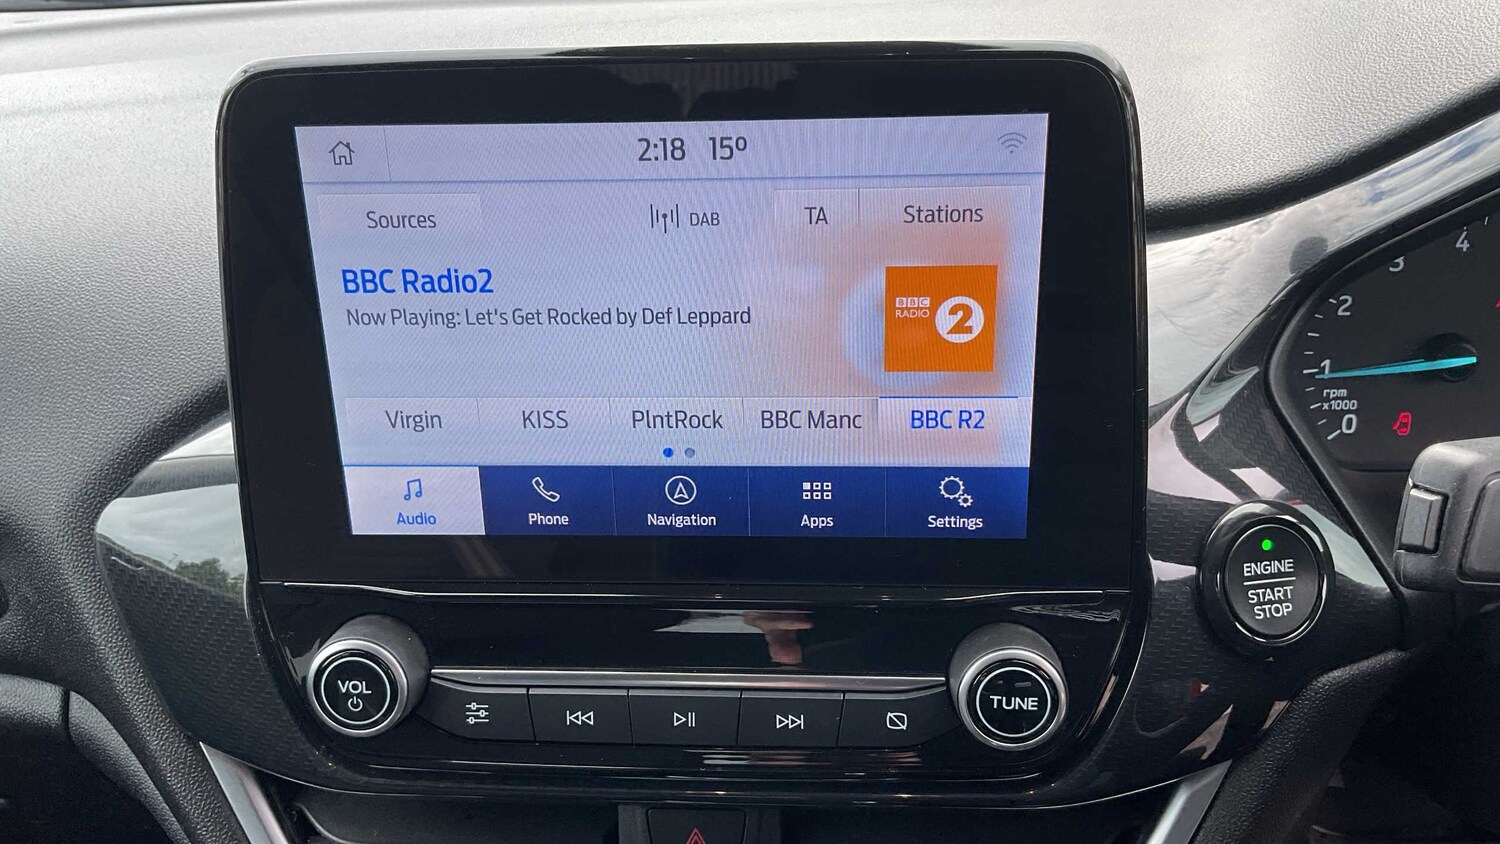 2:18 15º
Sources
DAB
TA
Stations
BBC Radio2
Now Playing: Let's Get Rocked by Def Leppard
BBC
RADIO
2
Virgin
KISS
PlntRock
BBC Manc
BBC R2
Audio
Phone
Navigation
Apps
Settings
VOL
TUNE
ENGINE
START
STOP
4
3
2
1
rpm
x1000
0